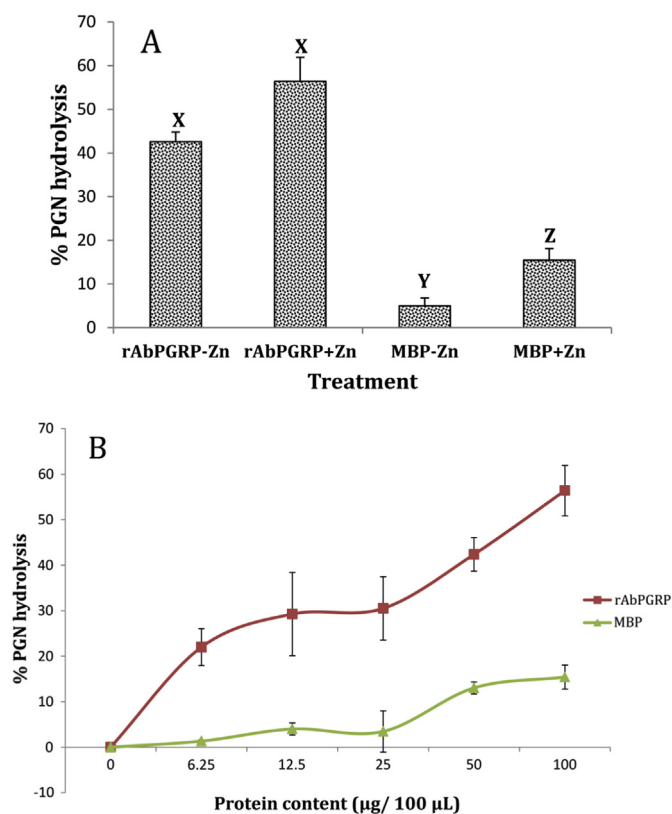 A
% PGN hydrolysis
70
60
50
40
30
20
10
0
X
X
Y
Z
rAbPGRP-Zn rAbPGRP+Zn MBP-Zn MBP+Zn
Treatment
B
% PGN hydrolysis
70
60
50
40
30
20
10
0
-10
0 6.25 12.5 25 50 100
Protein content (µg/ 100 µL)
rAbPGRP
MBP